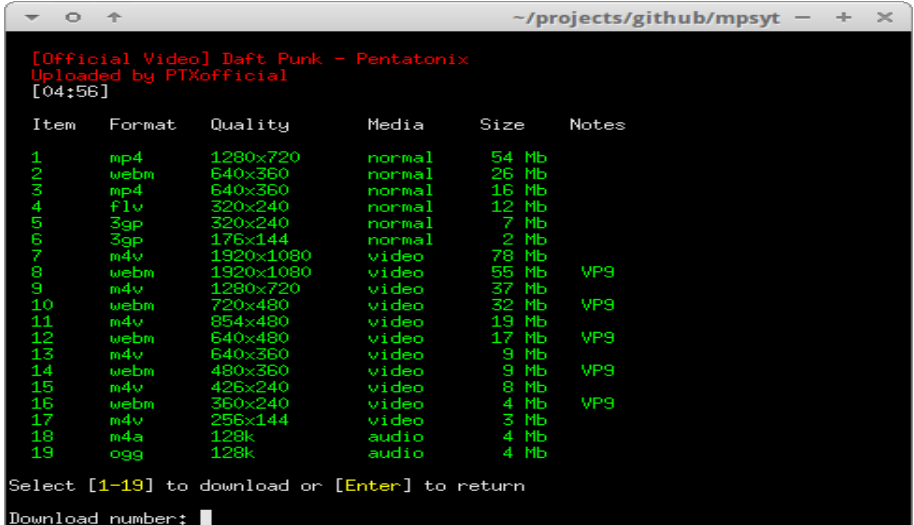 ~/projects/github/mpsyt
[Official Video] Daft Punk - Pentatonix
Uploaded by PTXofficial
[04:56]
Item Format Quality Media Size Notes
1 mp4 1280x720 normal 54 Mb
2 webm 640x360 normal 26 Mb
3 mp4 640x360 normal 16 Mb
4 flv 320x240 normal 12 Mb
5 3gp 320x240 normal 7 Mb
6 3gp 176x144 normal 2 Mb
7 m4v 1920x1080 video 78 Mb
8 webm 1920x1080 video 55 Mb VP9
9 m4v 1280x720 video 37 Mb
10 webm 720x480 video 32 Mb VP9
11 m4v 854x480 video 19 Mb
12 webm 640x480 video 17 Mb VP9
13 m4v 640x360 video 9 Mb
14 webm 480x360 video 9 Mb VP9
15 m4v 426x240 video 8 Mb
16 webm 360x240 video 4 Mb VP9
17 m4v 256x144 video 3 Mb
18 m4a 128k audio 4 Mb
19 ogg 128k audio 4 Mb
Select [1-19] to download or [Enter] to return
Download number: